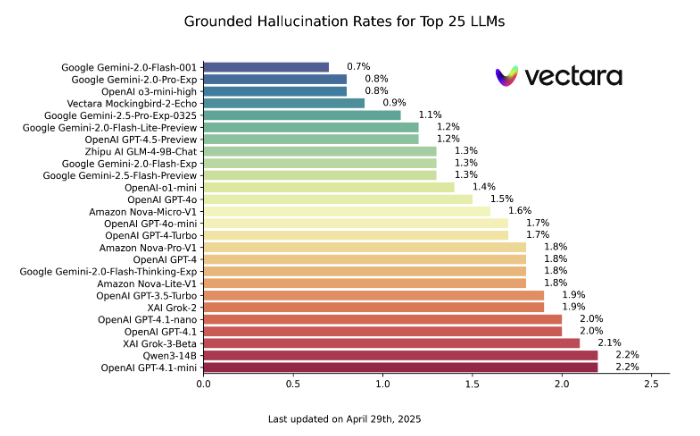 Grounded Hallucination Rates for Top 25 LLMs
vectara
Google Gemini-2.0-Flash-001 0.7%
Google Gemini-2.0-Pro-Exp 0.8%
OpenAI o3-mini-high 0.8%
Vectara Mockingbird-2-Echo 0.9%
Google Gemini-2.5-Pro-Exp-0325 1.1%
Google Gemini-2.0-Flash-Lite-Preview 1.2%
OpenAI GPT-4.5-Preview 1.2%
Zhipu AI GLM-4-9B-Chat 1.3%
Google Gemini-2.0-Flash-Exp 1.3%
Google Gemini-2.5-Flash-Preview 1.3%
OpenAI-o1-mini 1.4%
OpenAI GPT-4o 1.5%
Amazon Nova-Micro-V1 1.6%
OpenAI GPT-4o-mini 1.7%
OpenAI GPT-4-Turbo 1.7%
Amazon Nova-Pro-V1 1.8%
OpenAI GPT-4 1.8%
Google Gemini-2.0-Flash-Thinking-Exp 1.8%
Amazon Nova-Lite-V1 1.8%
OpenAI GPT-3.5-Turbo 1.9%
XAI Grok-2 1.9%
OpenAI GPT-4.1-nano 2.0%
OpenAI GPT-4.1 2.0%
XAI Grok-3-Beta 2.1%
Qwen3-14B 2.2%
OpenAI GPT-4.1-mini 2.2%
0.0 0.5 1.0 1.5 2.0 2.5
Last updated on April 29th, 2025